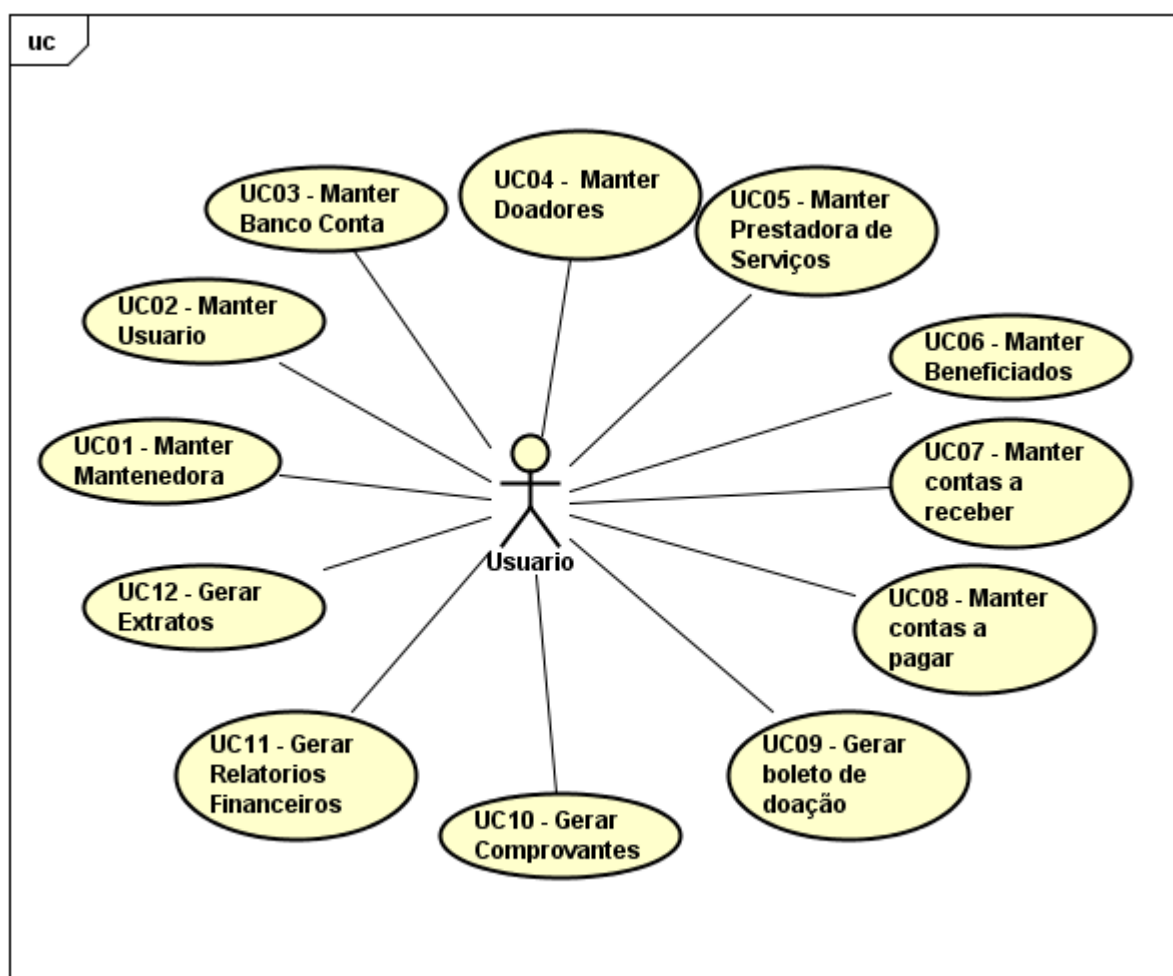 uc
UC04 -  Manter
Doadores
UC03 - Manter
Banco Conta
UC05 - Manter
Prestadora de
Serviços
UC02 - Manter
Usuario
UC06 - Manter
Beneficiados
UC01 - Manter
Mantenedora
UC07 - Manter
contas a
receber
Usuario
UC12 - Gerar
Extratos
UC08 - Manter
contas a
pagar
UC11 - Gerar
Relatorios
Financeiros
UC09 - Gerar
boleto de
doação
UC10 - Gerar
Comprovantes